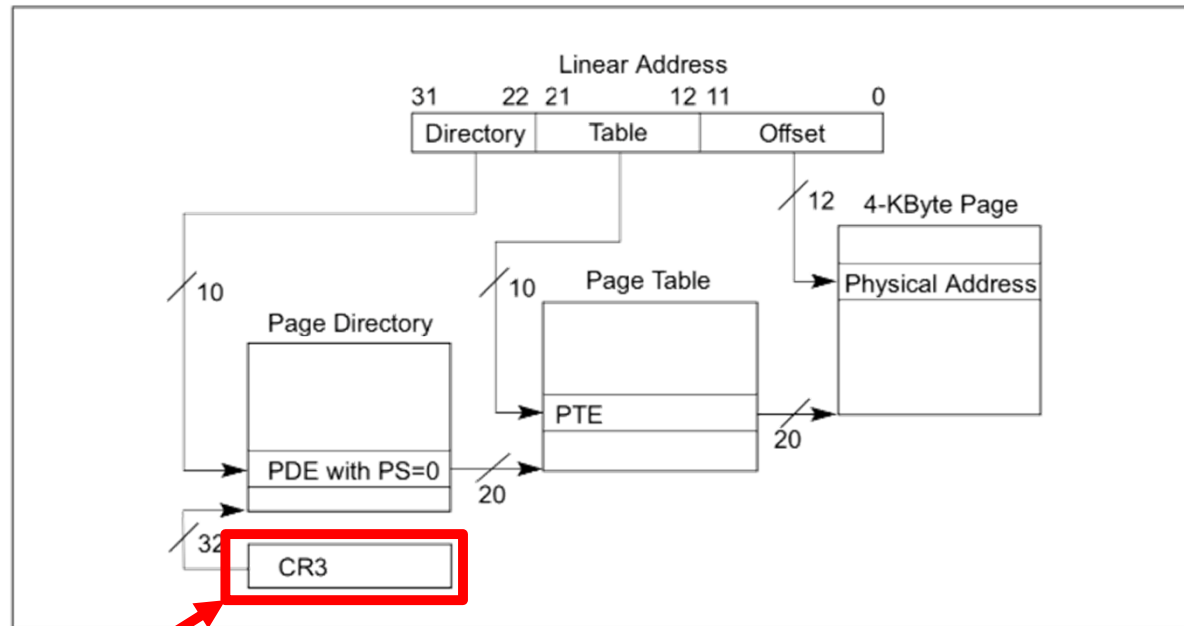 Linear Address
31 22 21 12 11 0
Directory Table Offset
12
4-KByte Page
Physical Address
10
10
Page Table
Page Directory
PTE
20
PDE with PS=0
20
32
CR3